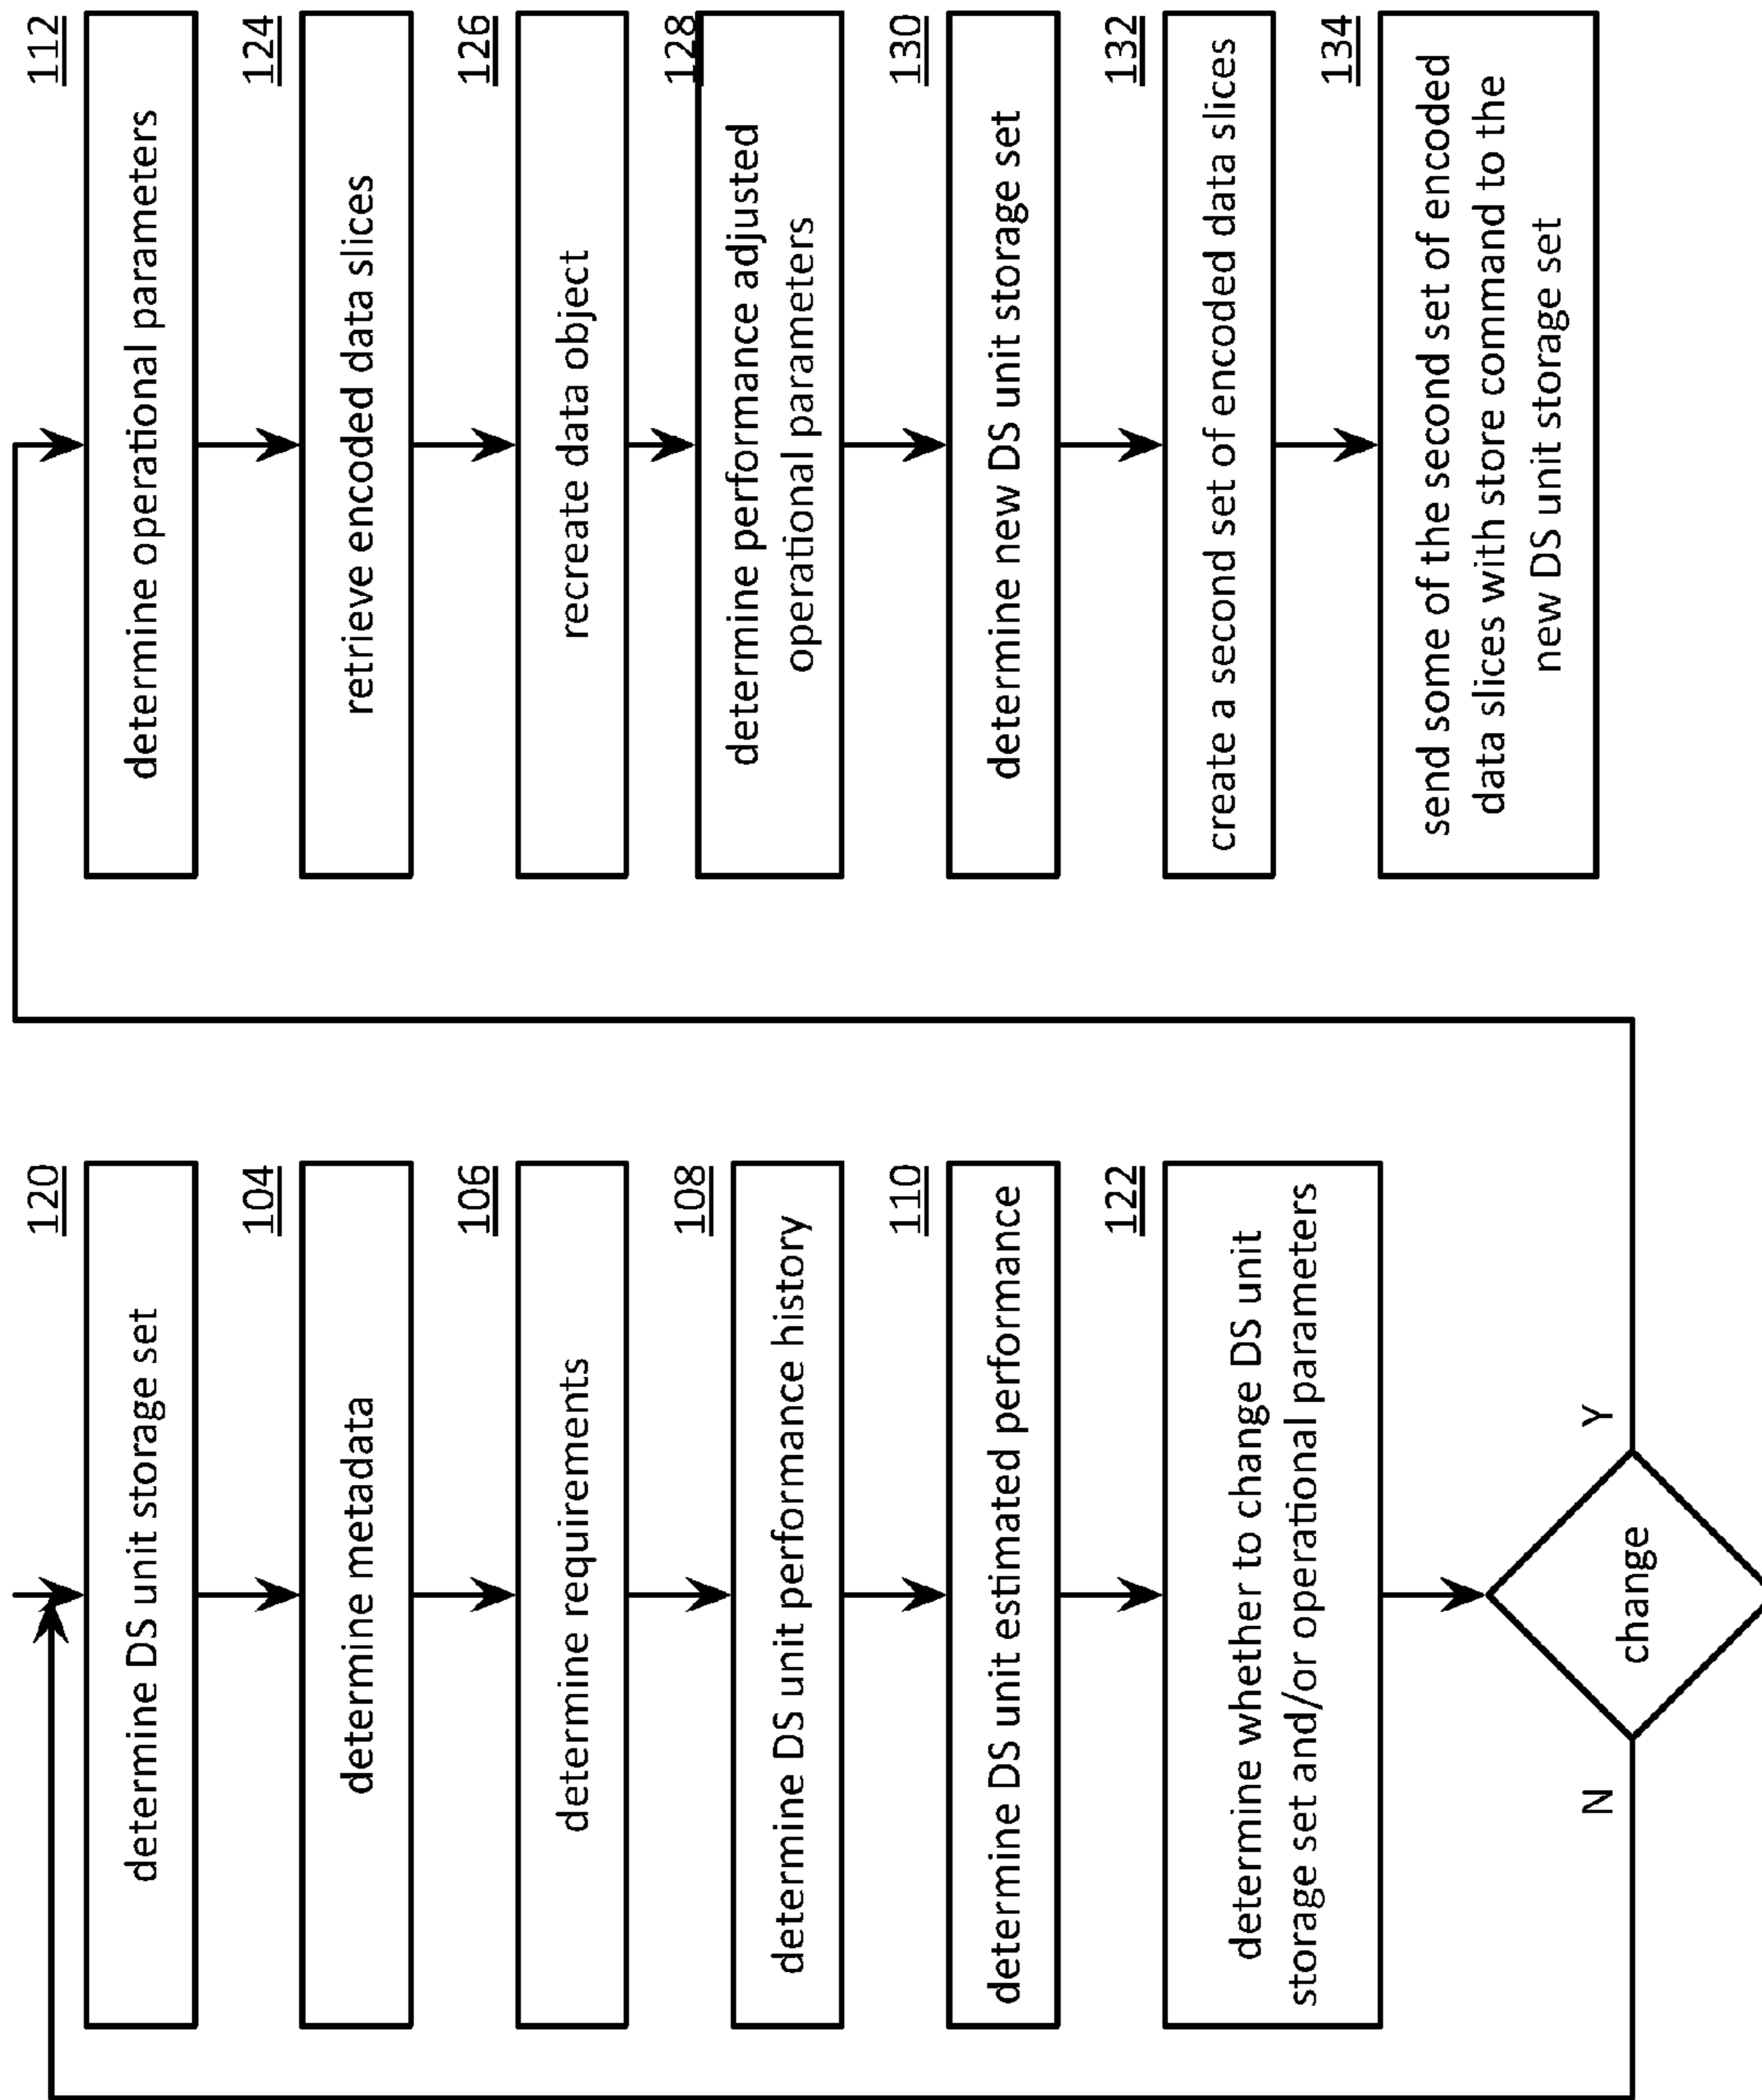 120
determine DS unit storage set
104
determine metadata
106
determine requirements
108
determine DS unit performance history
110
determine DS unit estimated performance
122
determine whether to change DS unit
storage set and/or operational parameters
change
N
Y
112
determine operational parameters
124
retrieve encoded data slices
126
recreate data object
128
determine performance adjusted
operational parameters
130
determine new DS unit storage set
132
create a second set of encoded data slices
134
send some of the second set of encoded
data slices with store command to the
new DS unit storage set